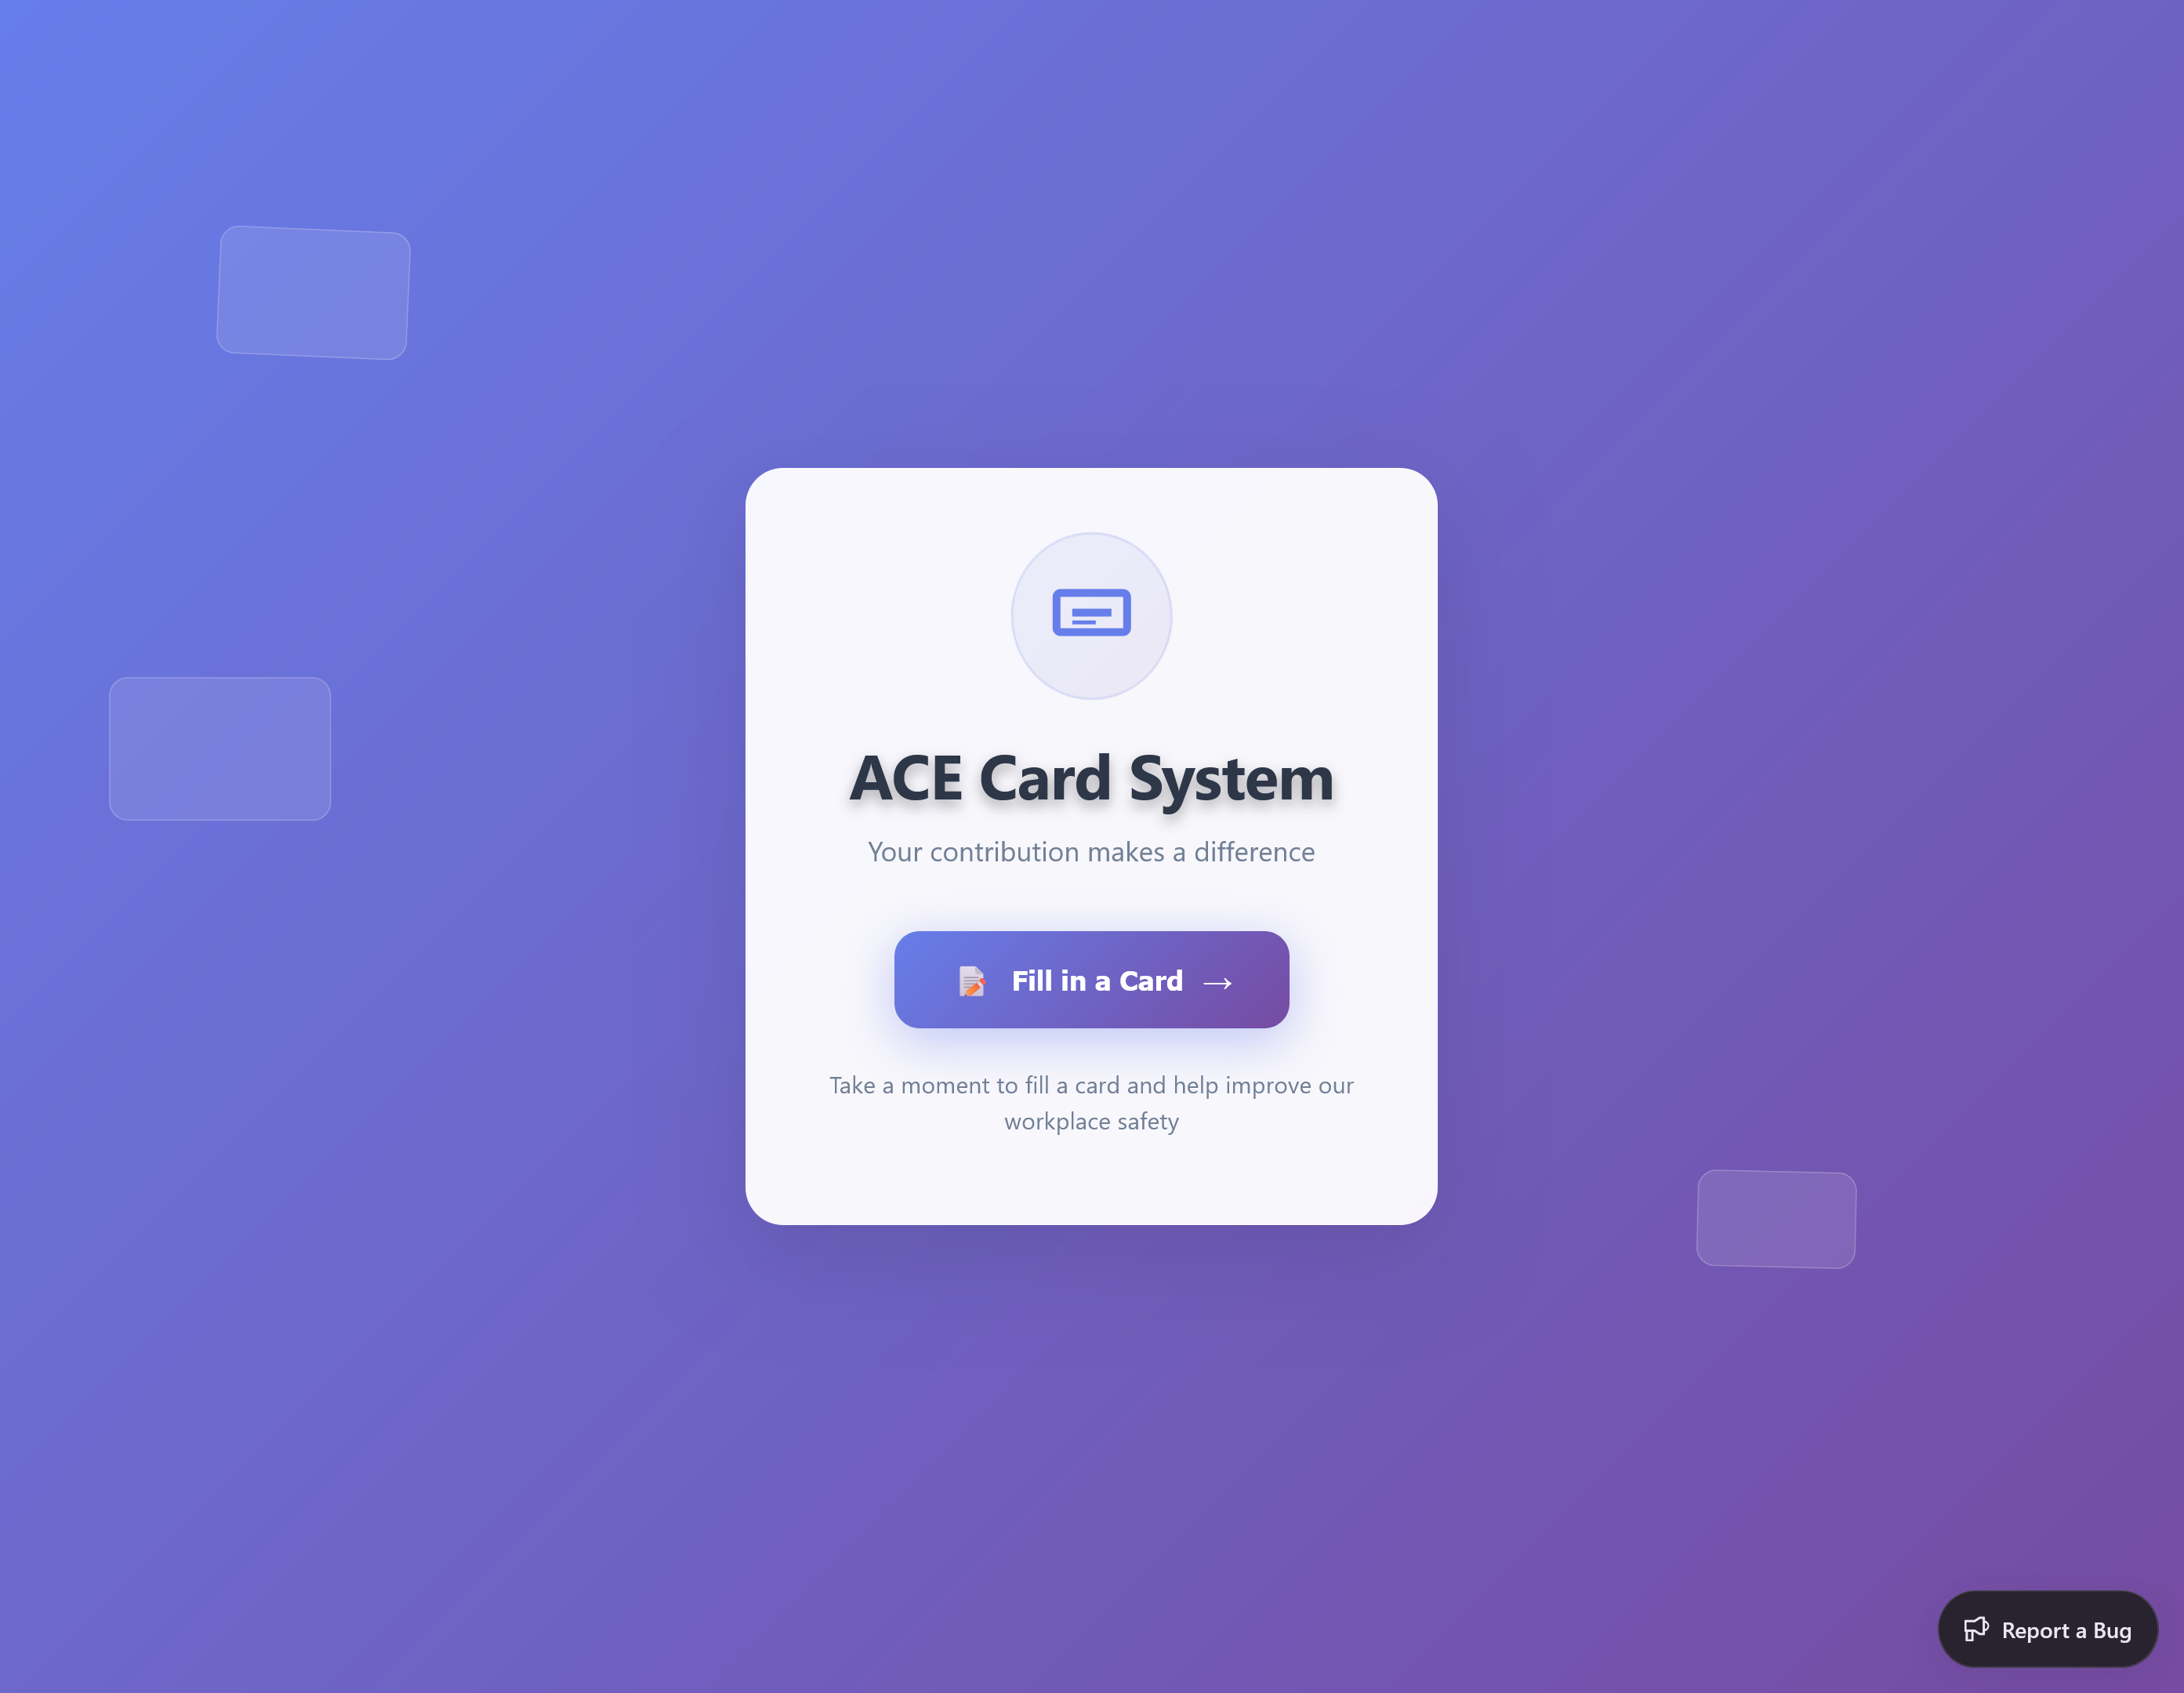 ACE Card System
Your contribution makes a difference
Fill in a Card →
Take a moment to fill a card and help improve our
workplace safety
Report a Bug